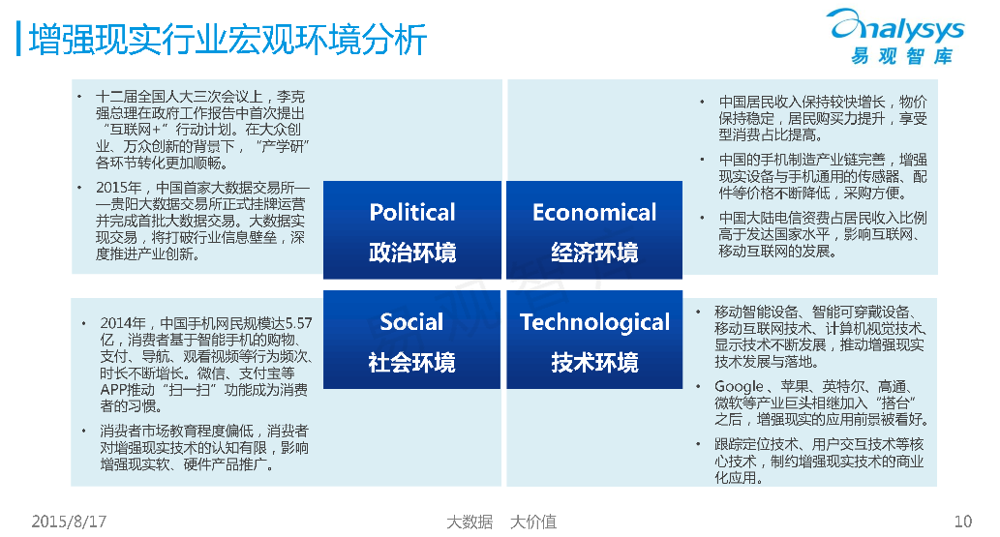 增强现实行业宏观环境分析
analysys
易观智库
• 十二届全国人大三次会议上，李克
强总理在政府工作报告中首次提出
“互联网+”行动计划。在大众创
业、万众创新的背景下，“产学研”
各环节转化更加顺畅。
• 2015年，中国首家大数据交易所—
—贵阳大数据交易所正式挂牌运营
并完成首批大数据交易。大数据实
现交易，将打破行业信息壁垒，深
度推进产业创新。
Political
政治环境
Economical
经济环境
• 中国居民收入保持较快增长，物价
保持稳定，居民购买力提升，享受
型消费占比提高。
• 中国的手机制造产业链完善，增强
现实设备与手机通用的传感器、配
件等价格不断降低，采购方便。
• 中国大陆电信资费占居民收入比例
高于发达国家水平，影响互联网、
移动互联网的发展。
• 2014年，中国手机网民规模达5.57
亿，消费者基于智能手机的购物、
支付、导航、观看视频等行为频次、
时长不断增长。微信、支付宝等
APP推动“扫一扫”功能成为消费
者的习惯。
• 消费者市场教育程度偏低，消费者
对增强现实技术的认知有限，影响
增强现实软、硬件产品推广。
Social
社会环境
Technological
技术环境
• 移动智能设备、智能可穿戴设备、
移动互联网技术、计算机视觉技术、
显示技术不断发展，推动增强现实
技术发展与落地。
• Google 、苹果、英特尔、高通、
微软等产业巨头相继加入“搭台”
之后，增强现实的应用前景被看好。
• 跟踪定位技术、用户交互技术等核
心技术，制约增强现实技术的商业
化应用。
易观智库
2015/8/17
大数据 大价值
10